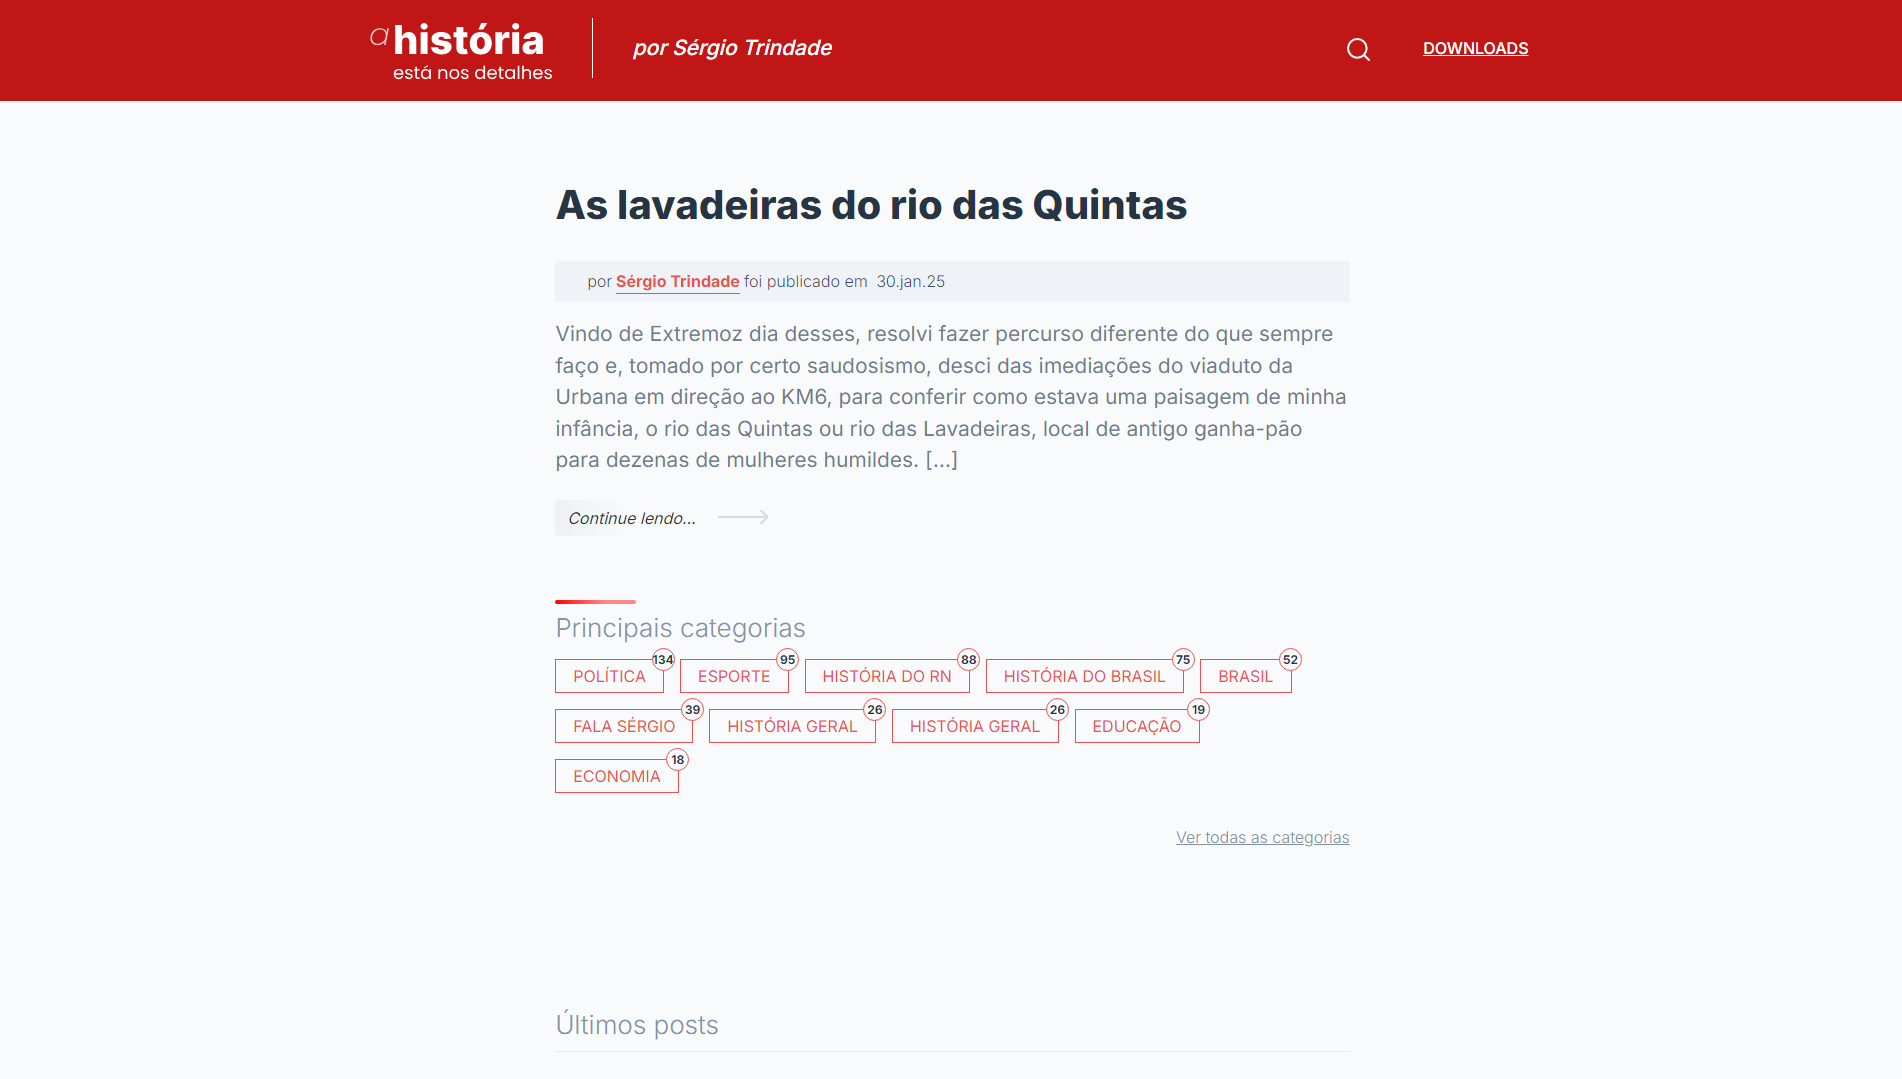 a história
está nos detalhes
por Sérgio Trindade
DOWNLOADS
As lavadeiras do rio das Quintas
por Sérgio Trindade foi publicado em 30.jan.25
Vindo de Extremoz dia desses, resolvi fazer percurso diferente do que sempre
faço e, tomado por certo saudosismo, desci das imediações do viaduto da
Urbana em direção ao KM6, para conferir como estava uma paisagem de minha
infância, o rio das Quintas ou rio das Lavadeiras, local de antigo ganha-pão
para dezenas de mulheres humildes. [...]
Continue lendo...
Principais categorias
POLÍTICA 134 ESPORTE 95 HISTÓRIA DO RN 88 HISTÓRIA DO BRASIL 75 BRASIL 52
FALA SÉRGIO 39 HISTÓRIA GERAL 26 HISTÓRIA GERAL 26 EDUCAÇÃO 19
ECONOMIA 18
Ver todas as categorias
Últimos posts